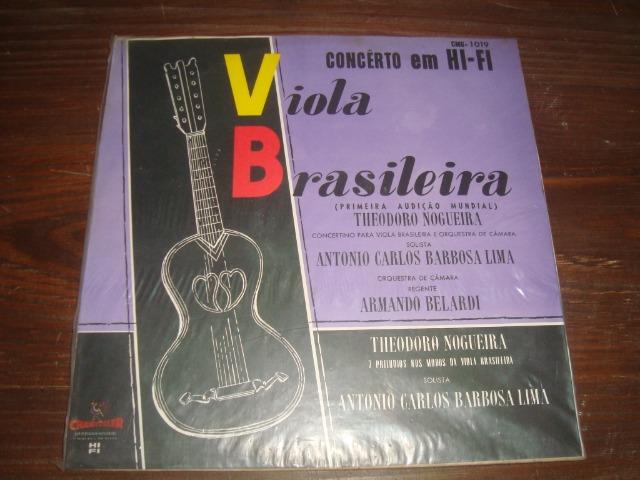 CMG-1019
CONCÊRTO em HI-FI
Viola
Brasileira
(PRIMEIRA AUDIÇÃO MUNDIAL)
THEODORO NOGUEIRA
CONCERTINO PARA VIOLA BRASILEIRA E ORQUESTRA DE CÂMARA
SOLISTA
ANTONIO CARLOS BARBOSA LIMA
ORQUESTRA DE CÂMARA
REGENTE
ARMANDO BELARDI
THEODORO NOGUEIRA
7 PRELUDIOS NOS MODOS DA VIOLA BRASILEIRA
SOLISTA
ANTONIO CARLOS BARBOSA LIMA
CHANTECLER
HI
FI